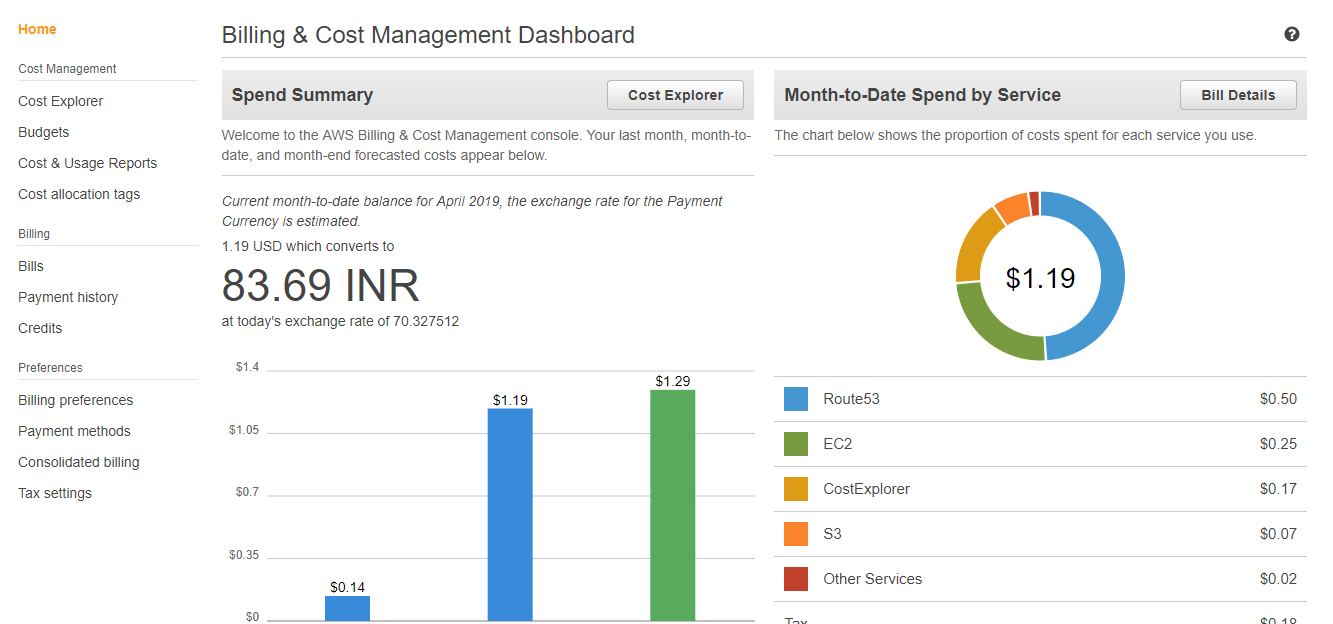 Home
Cost Management
Cost Explorer
Budgets
Cost & Usage Reports
Cost allocation tags
Billing
Bills
Payment history
Credits
Preferences
Billing preferences
Payment methods
Consolidated billing
Tax settings
Billing & Cost Management Dashboard
?
Spend Summary
Cost Explorer
Welcome to the AWS Billing & Cost Management console. Your last month, month-to-
date, and month-end forecasted costs appear below.
Current month-to-date balance for April 2019, the exchange rate for the Payment
Currency is estimated.
1.19 USD which converts to
83.69 INR
at today's exchange rate of 70.327512
$1.4
$1.05
$0.7
$0.35
$0
$0.14
$1.19
$1.29
Month-to-Date Spend by Service
Bill Details
The chart below shows the proportion of costs spent for each service you use.
$1.19
Route53 $0.50
EC2 $0.25
CostExplorer $0.17
S3 $0.07
Other Services $0.02
Tax $0.18